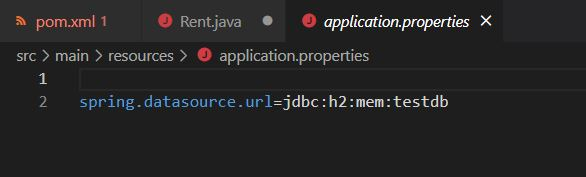 pom.xml 1 Rent.java application.properties
src > main > resources > application.properties
1
2 spring.datasource.url=jdbc:h2:mem:testdb